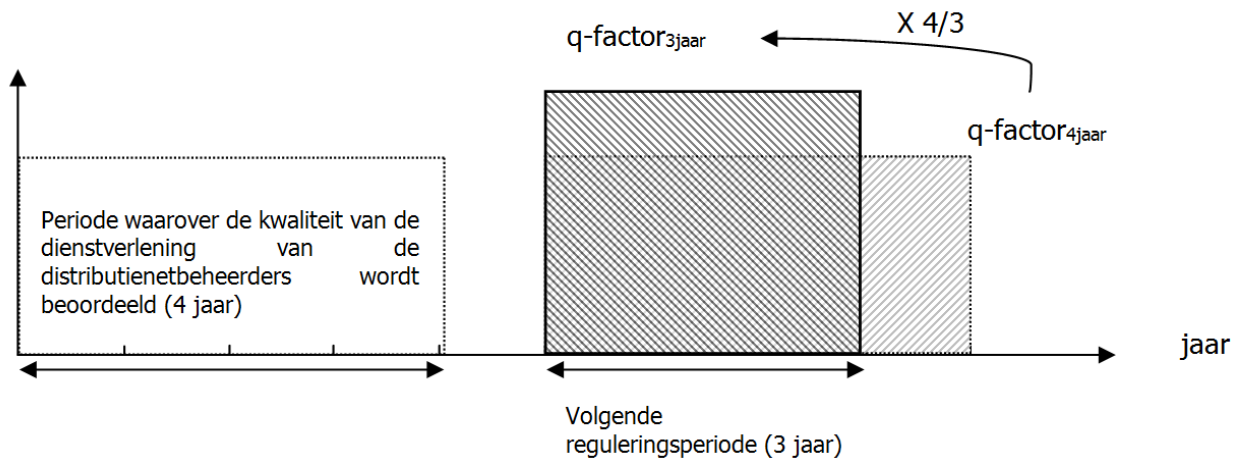 X 4/3
q-factor3jaar
q-factor4jaar
Periode waarover de kwaliteit van de
dienstverlening van de
distributienetbeheerders wordt
beoordeeld (4 jaar)
jaar
Volgende
reguleringsperiode (3 jaar)